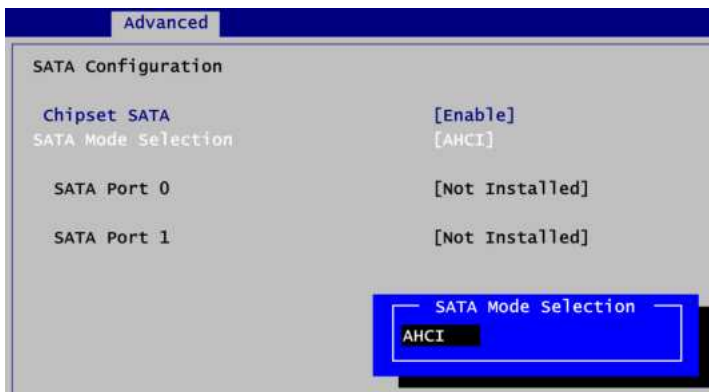 Advanced
SATA Configuration
Chipset SATA [Enable]
SATA Mode Selection [AHCI]
SATA Port 0 [Not Installed]
SATA Port 1 [Not Installed]
SATA Mode Selection
AHCI